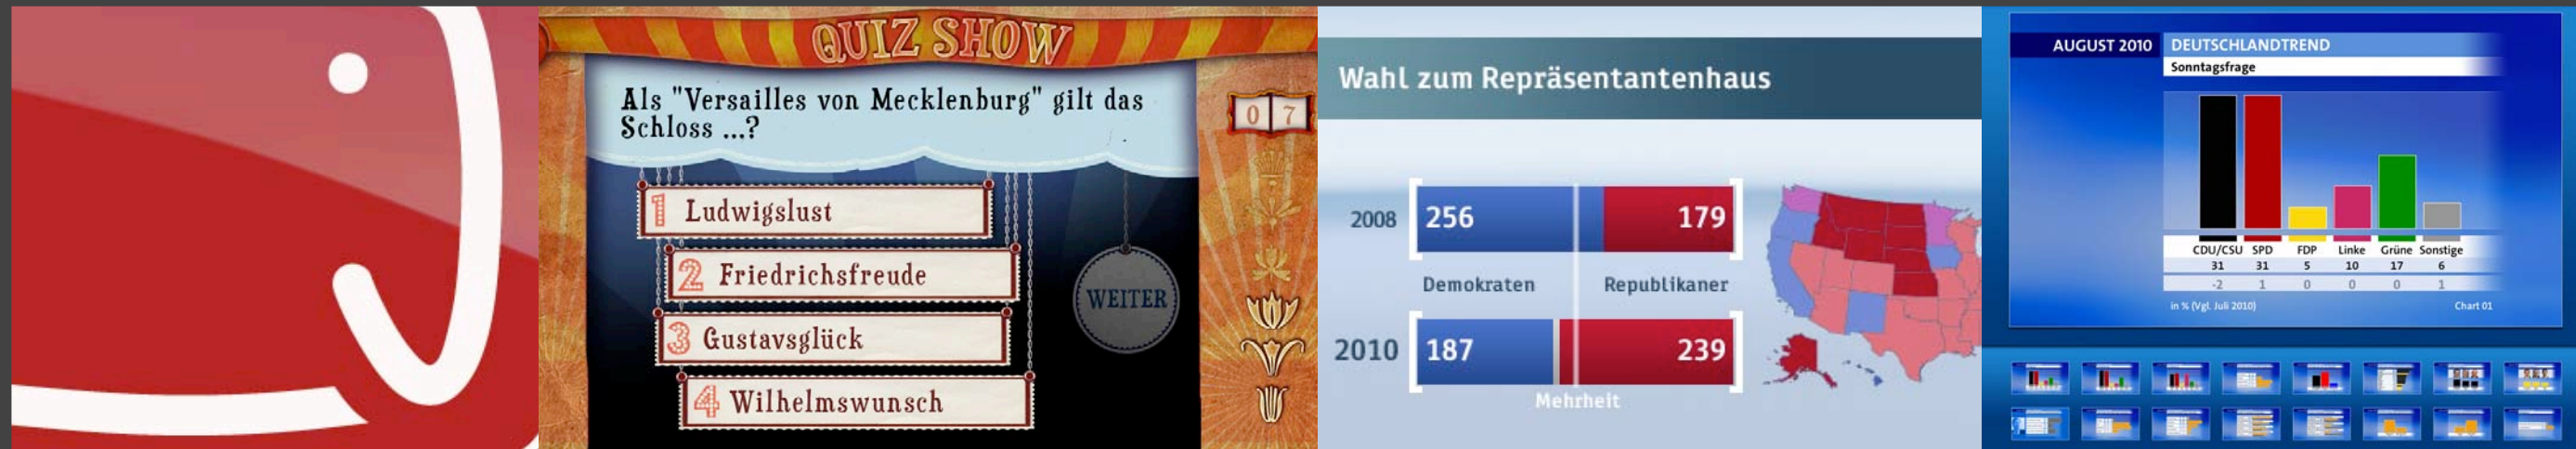 QUIZ SHOW
Als "Versailles von Mecklenburg" gilt das
Schloss ...?
0 7
1 Ludwigslust
2 Friedrichsfreude
3 Gustavsglück
4 Wilhelmswunsch
WEITER
Wahl zum Repräsentantenhaus
2008 256 179
Demokraten Republikaner
2010 187 239
Mehrheit
AUGUST 2010 DEUTSCHLANDTREND
Sonntagsfrage
CDU/CSU SPD FDP Linke Grüne Sonstige
31 31 5 10 17 6
-2 1 0 0 0 1
in % (Vgl. Juli 2010) Chart 01